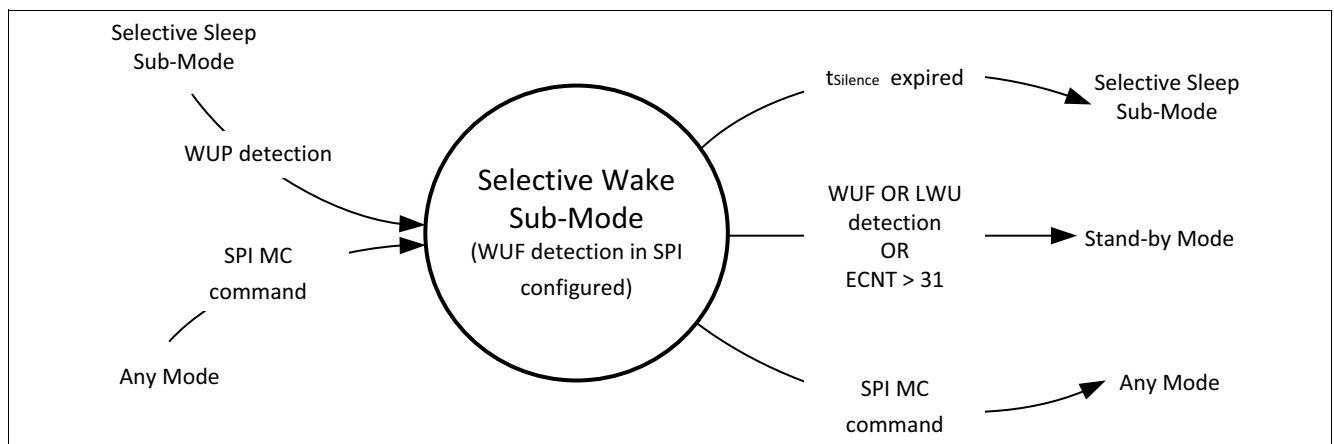 Selective Sleep
Sub-Mode
WUP detection
SPI MC
command
Any Mode
Selective Wake
Sub-Mode
(WUF detection in SPI
configured)
tSilence expired
Selective Sleep
Sub-Mode
WUF OR LWU
detection
OR
ECNT > 31
Stand-by Mode
SPI MC
command
Any Mode